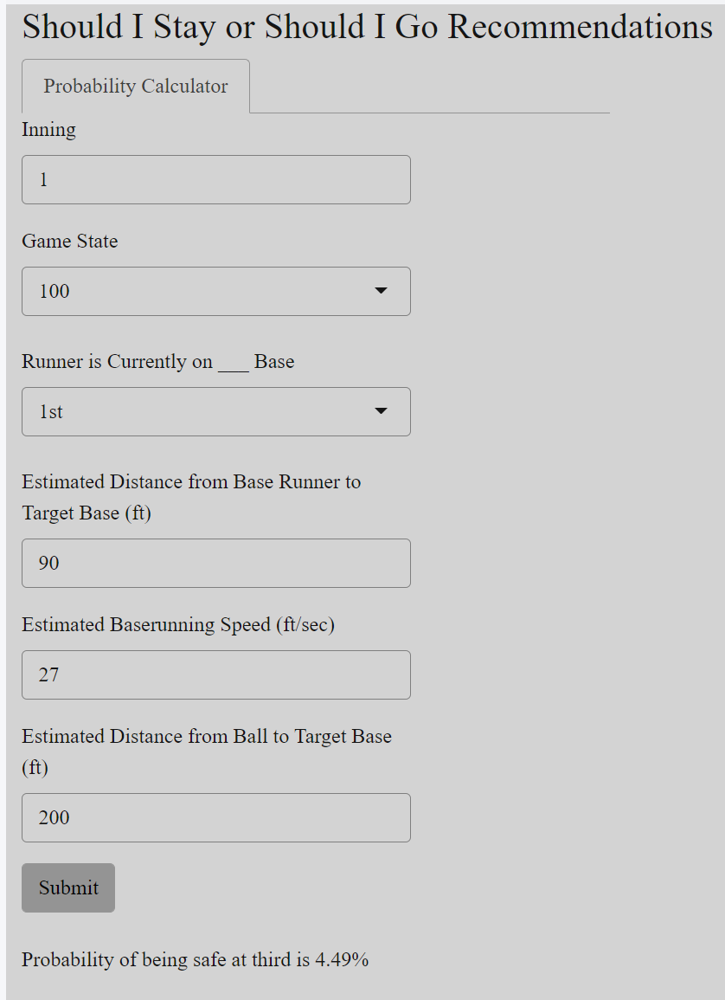 Should I Stay or Should I Go Recommendations
Probability Calculator
Inning
1
Game State
100
Runner is Currently on ___ Base
1st
Estimated Distance from Base Runner to
Target Base (ft)
90
Estimated Baserunning Speed (ft/sec)
27
Estimated Distance from Ball to Target Base
(ft)
200
Submit
Probability of being safe at third is 4.49%